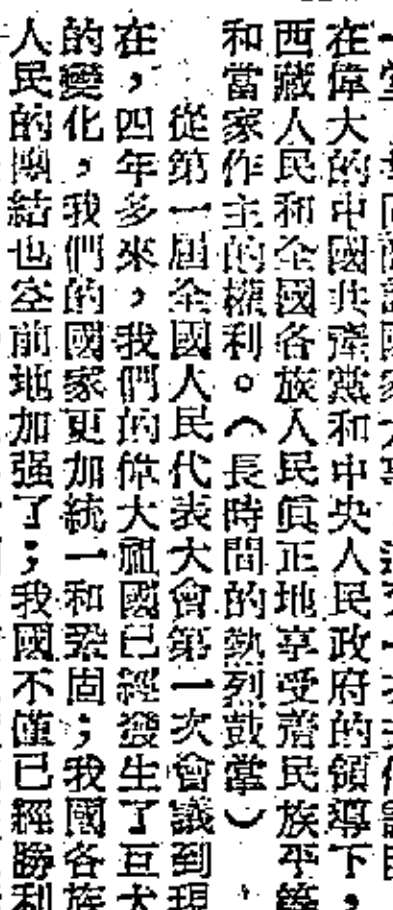 在偉大的中國共產黨和中央人民政府的領導下，
西藏人民和全國各族人民眞正地享受着民族平等
和當家作主的權利。（長時間的熱烈鼓掌）
從第一屆全國人民代表大會第一次會議到現
在，四年多來，我們的偉大祖國已經發生了巨大
的變化，我們的國家更加統一和鞏固；我國各族
人民的團結也空前地加强了；我國不僅已經勝利